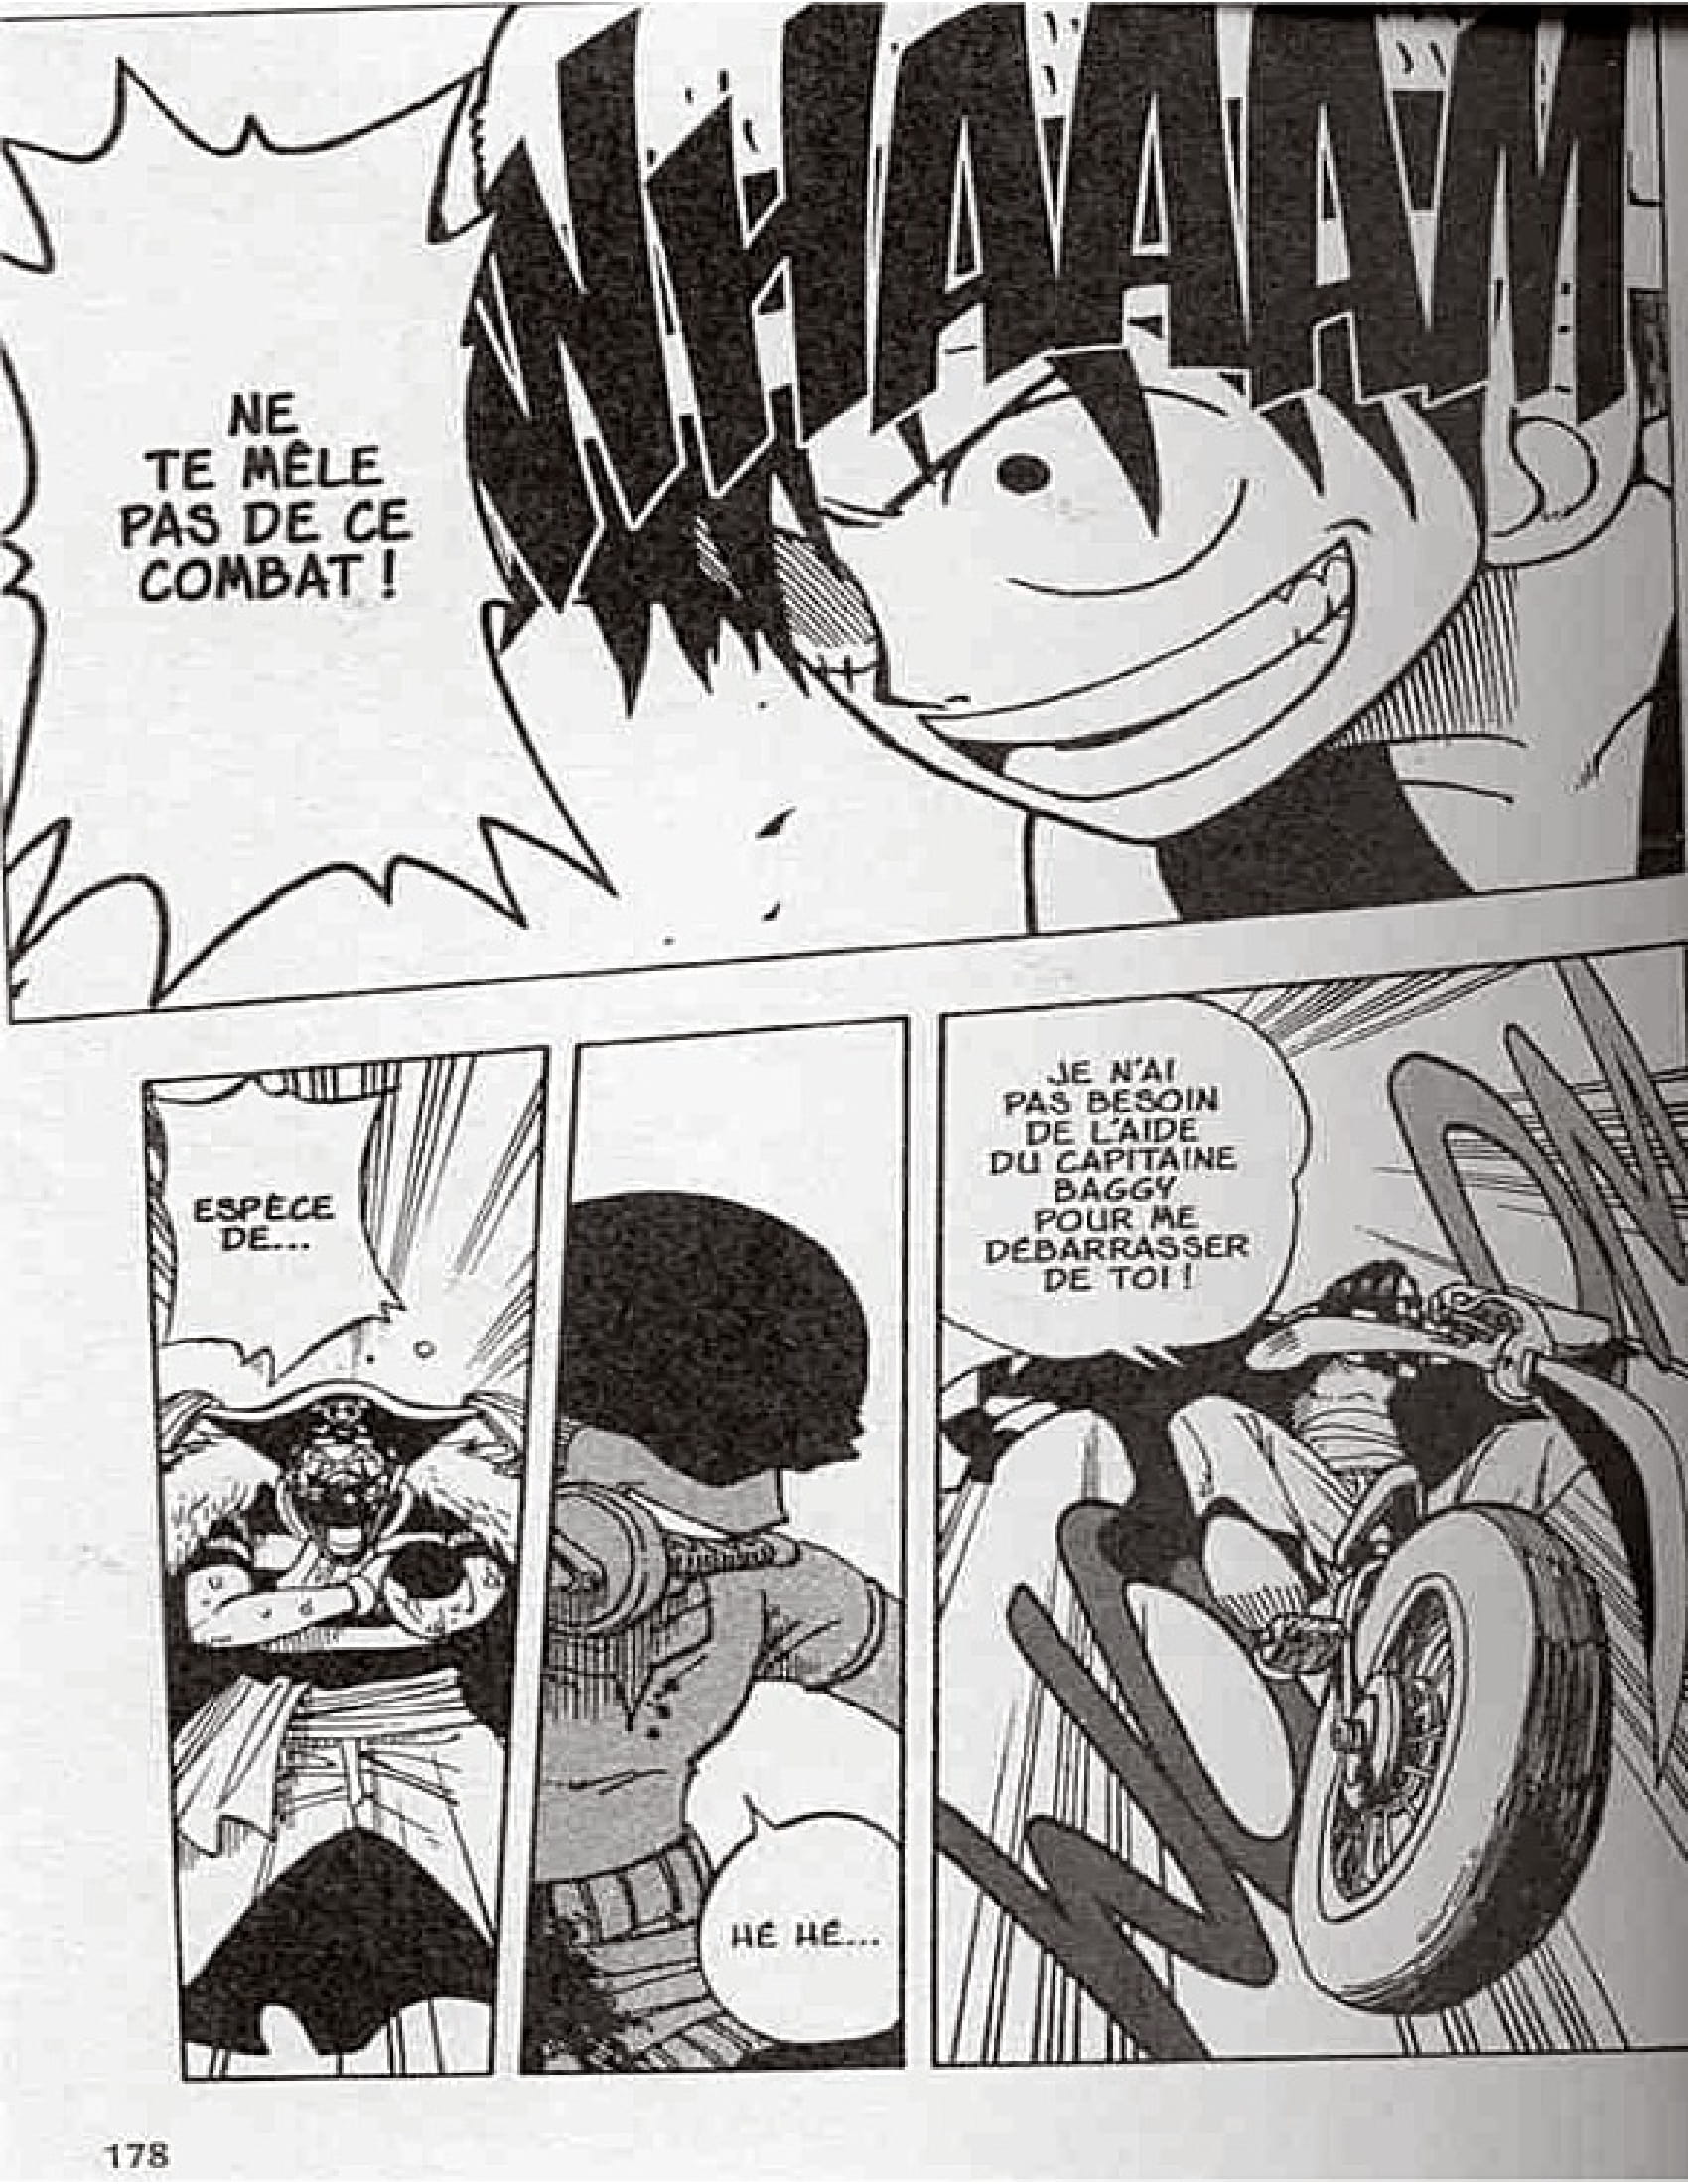 WHAAAM
NE
TE MÊLE
PAS DE CE
COMBAT !
JE N'AI
PAS BESOIN
DE L'AIDE
DU CAPITAINE
BAGGY
POUR ME
DÉBARRASSER
DE TOI !
HÉ HÉ...
ESPÈCE
DE...
178